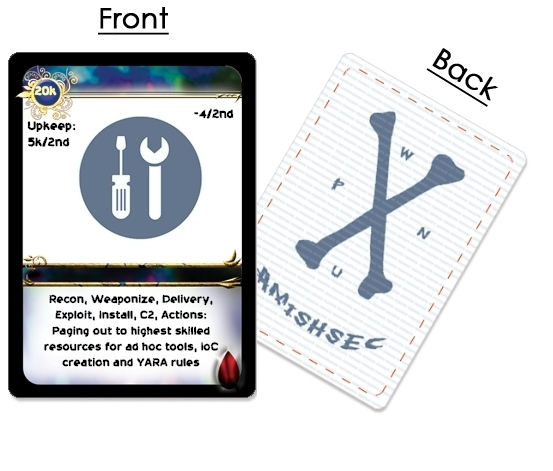 Front
Back
20k
Upkeep:
5k/2nd
-4/2nd
Recon, Weaponize, Delivery,
Exploit, Install, C2, Actions:
Paging out to highest skilled
resources for ad hoc tools, IoC
creation and YARA rules
W
P
N
U
AMISHSEC